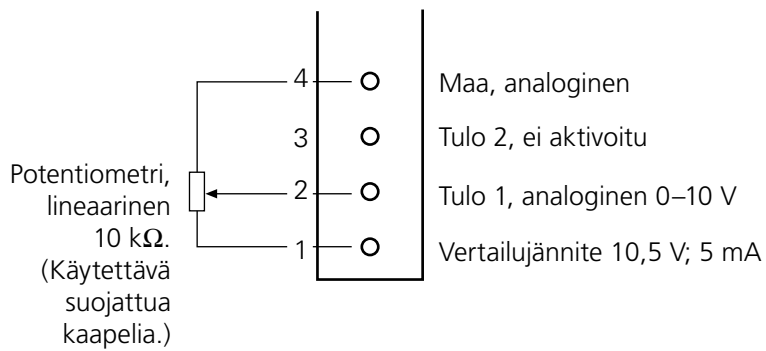 4
Maa, analoginen
3
Tulo 2, ei aktivoitu
2
Tulo 1, analoginen 0–10 V
1
Vertailujännite 10,5 V; 5 mA
Potentiometri,
lineaarinen
10 kΩ.
(Käytettävä
suojattua
kaapelia.)